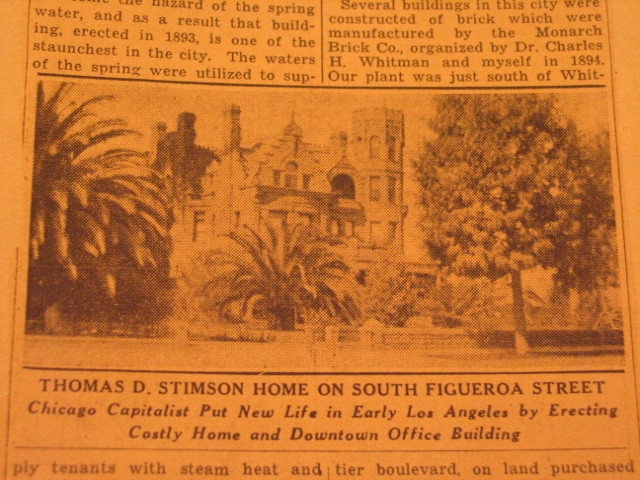 the hazard of the spring
water, and as a result that build-
ing, erected in 1893, is one of the
staunchest in the city. The waters
of the spring were utilized to sup-
Several buildings in this city were
constructed of brick which were
manufactured by the Monarch
Brick Co., organized by Dr. Charles
H. Whitman and myself in 1894.
Our plant was just south of Whit-
THOMAS D. STIMSON HOME ON SOUTH FIGUEROA STREET
Chicago Capitalist Put New Life in Early Los Angeles by Erecting
Costly Home and Downtown Office Building
ply tenants with steam heat and
tier boulevard, on land purchased